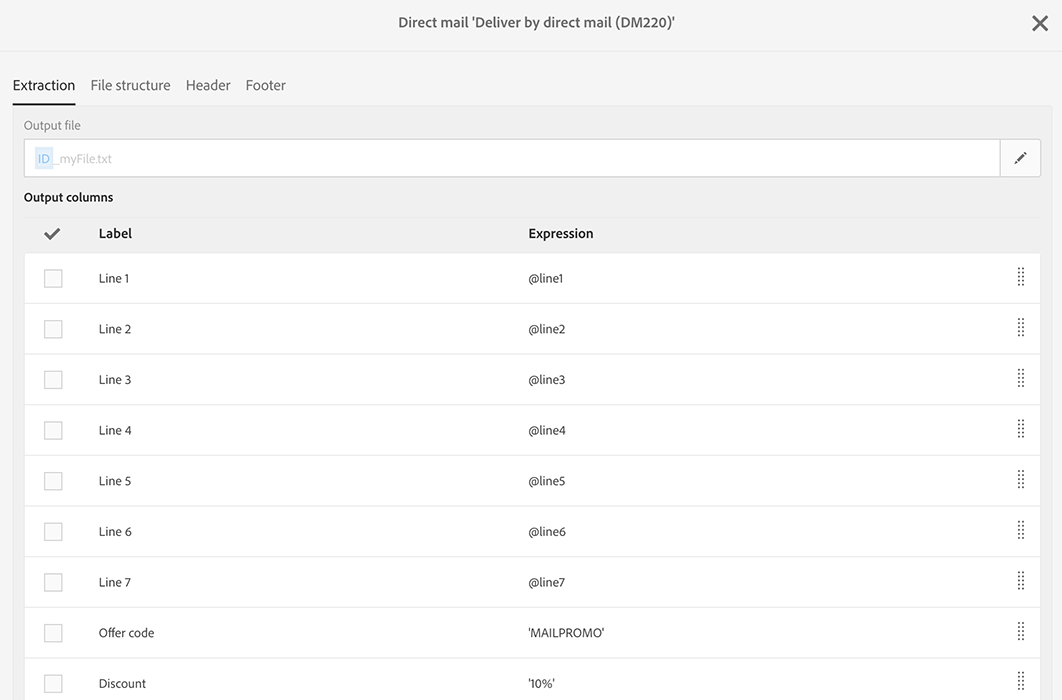 Direct mail 'Deliver by direct mail (DM220)'
Extraction File structure Header Footer
Output file
ID _myFile.txt
Output columns
Label Expression
Line 1 @line1
Line 2 @line2
Line 3 @line3
Line 4 @line4
Line 5 @line5
Line 6 @line6
Line 7 @line7
Offer code 'MAILPROMO'
Discount '10%'